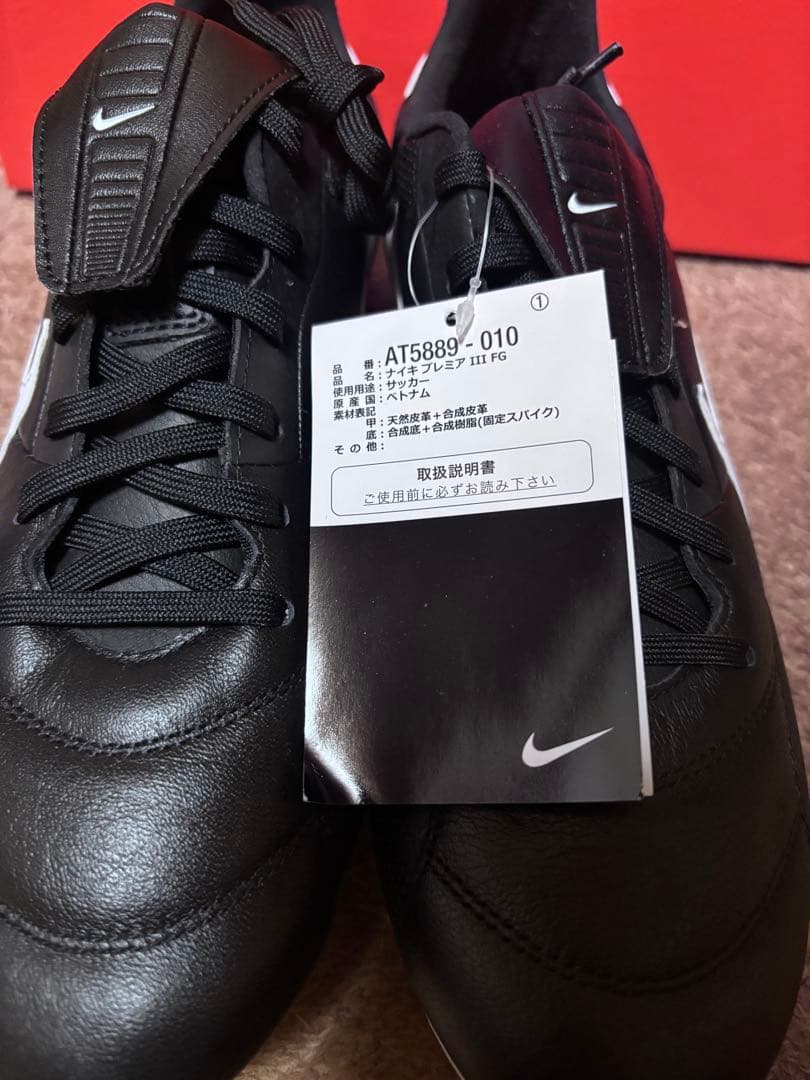 ①
品 番：AT5889-010
品 名：ナイキ プレミア III FG
使用用途：サッカー
原 産 国：ベトナム
素材表記
甲：天然皮革＋合成皮革
底：合成底＋合成樹脂(固定スパイク)
そ の 他：
取扱説明書
ご使用前に必ずお読み下さい